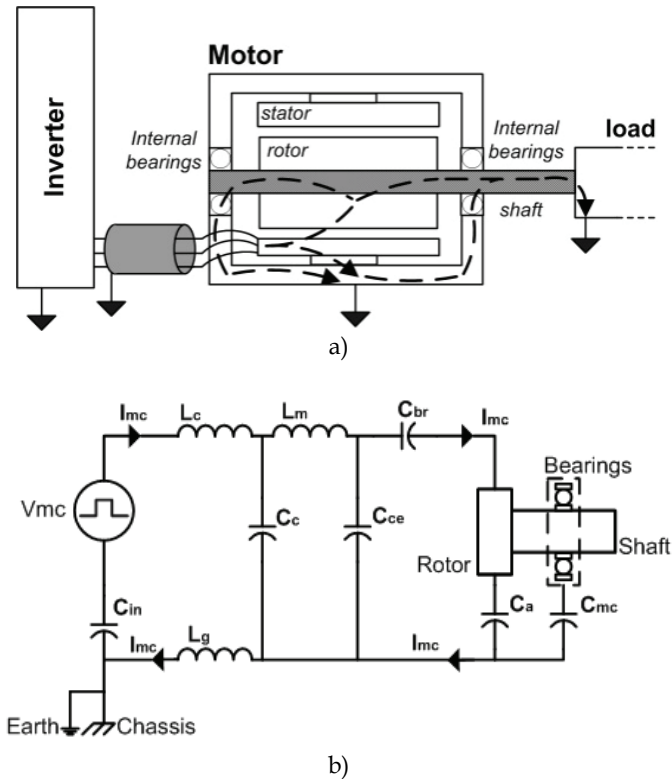 Motor
Inverter
stator
rotor
Internal
bearings
Internal
bearings
load
shaft
a)
Imc
Lc
Lm
Cbr
Imc
Bearings
Vmc
Cc
Cce
Rotor
Shaft
Cin
Ca
Cmc
Imc
Lg
Imc
Earth
Chassis
b)